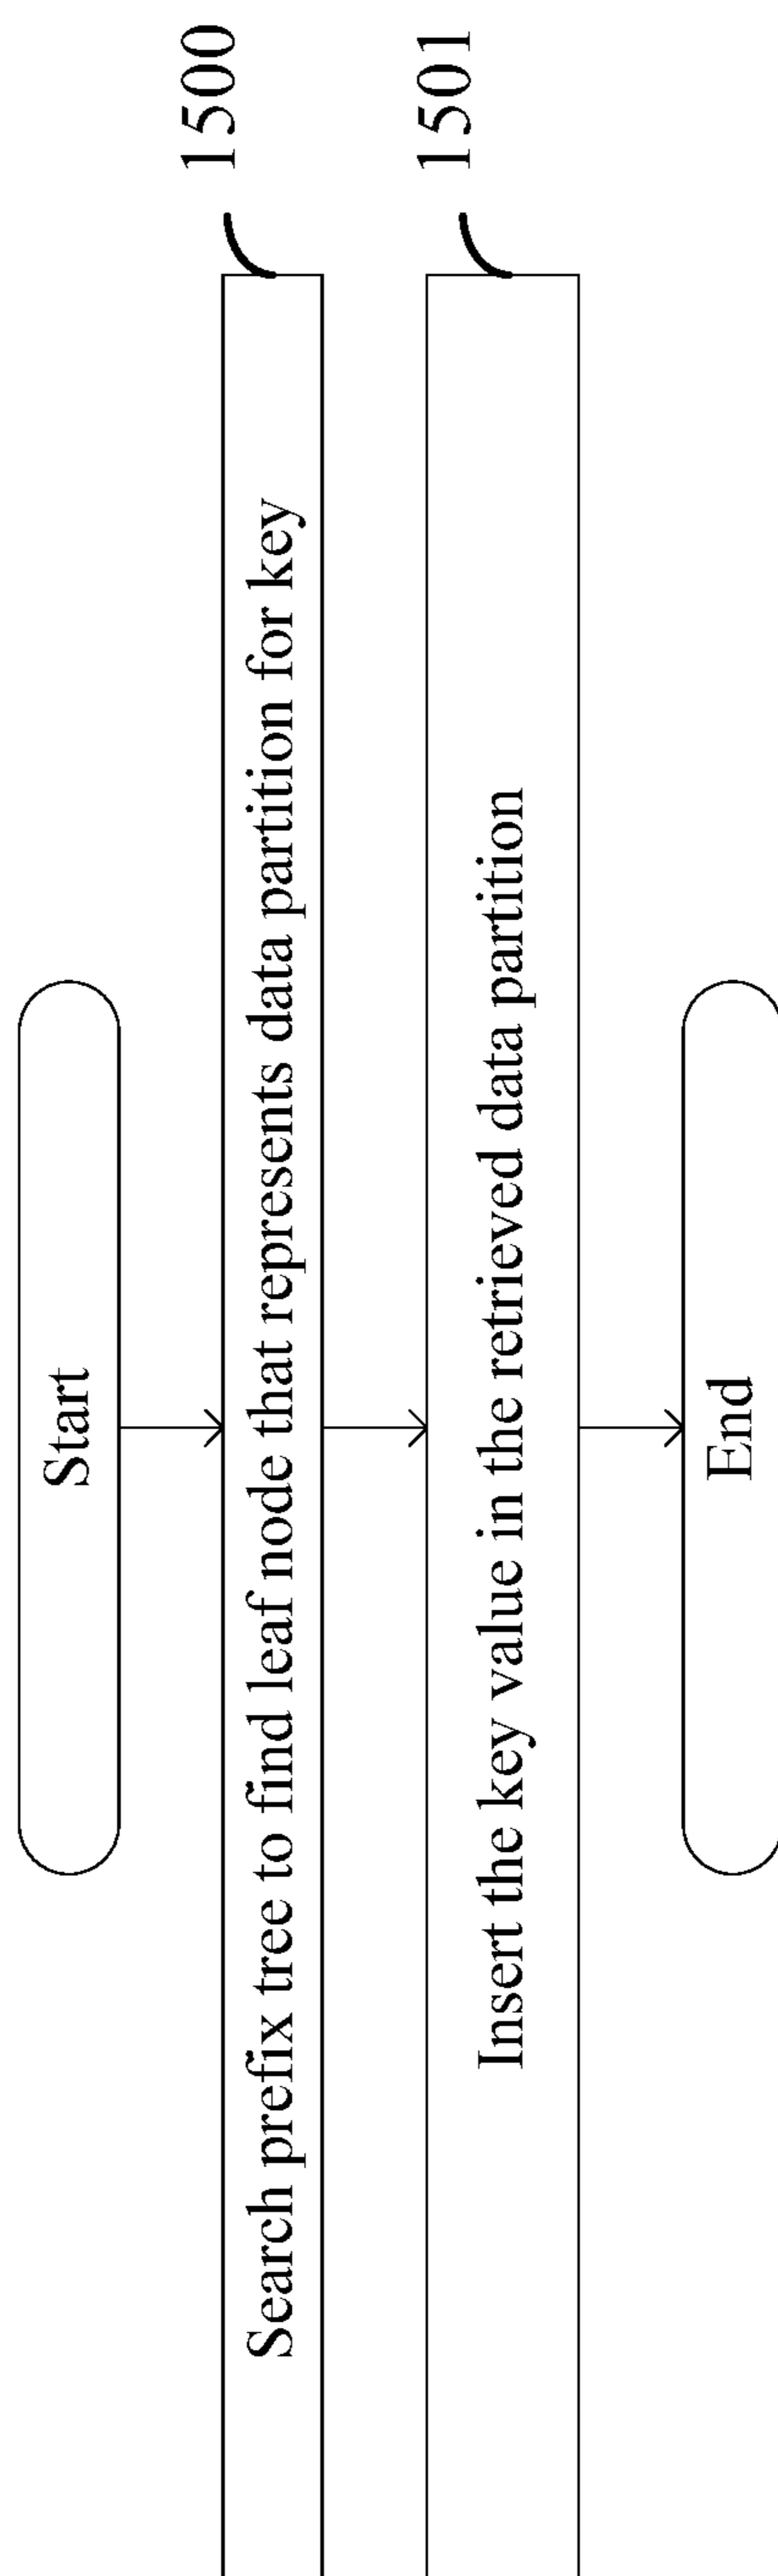 Start
Search prefix tree to find leaf node that represents data partition for key
1500
Insert the key value in the retrieved data partition
1501
End